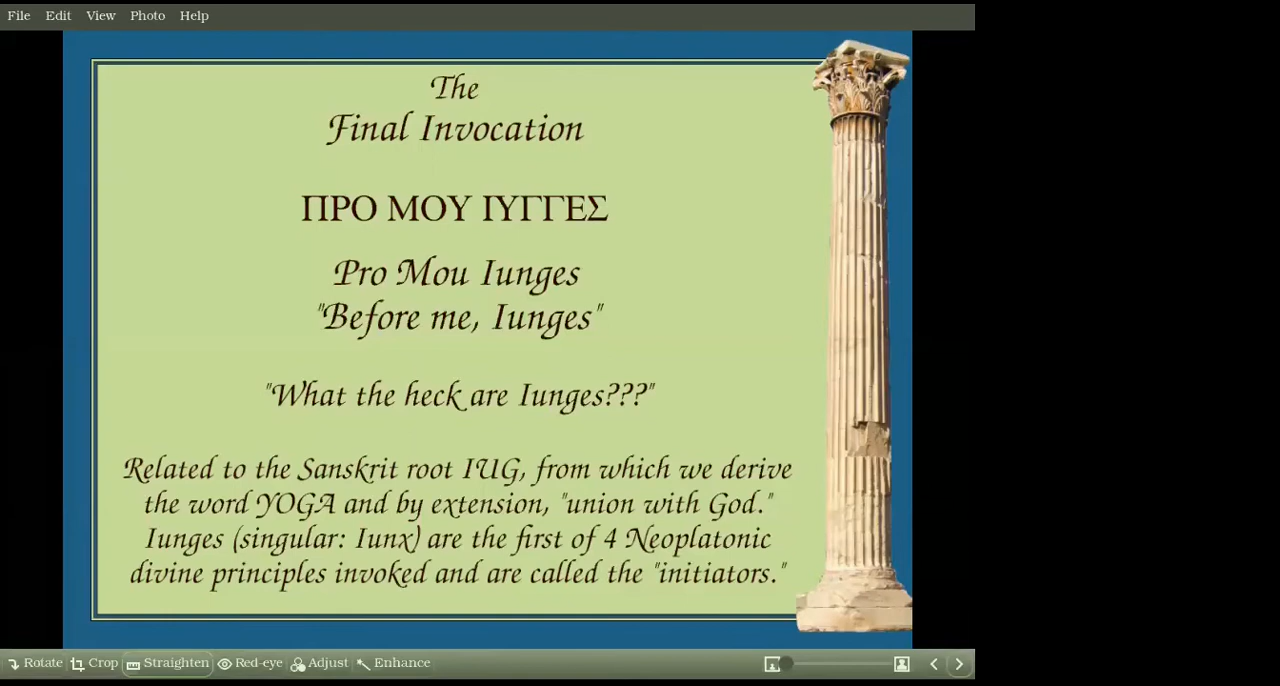 File Edit View Photo Help
The
Final Invocation
ΠΡΟ ΜΟΥ ΙΥΓΓΕΣ
Pro Mou Iunges
"Before me, Iunges"
"What the heck are Iunges???"
Related to the Sanskrit root IUG, from which we derive
the word YOGA and by extension, "union with God."
Iunges (singular: Iunx) are the first of 4 Neoplatonic
divine principles invoked and are called the "initiators."
Rotate Crop Straighten Red-eye Adjust Enhance